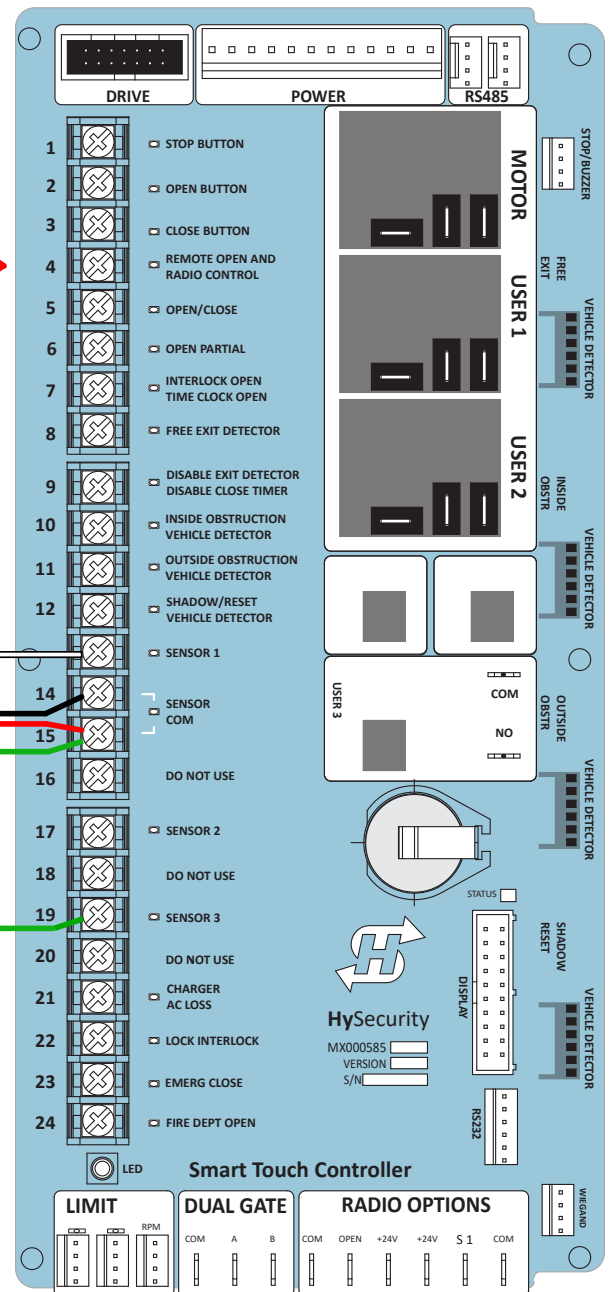 DRIVE
POWER
RS485
1 STOP BUTTON
2 OPEN BUTTON
3 CLOSE BUTTON
4 REMOTE OPEN AND
RADIO CONTROL
5 OPEN/CLOSE
6 OPEN PARTIAL
7 INTERLOCK OPEN
TIME CLOCK OPEN
8 FREE EXIT DETECTOR
9 DISABLE EXIT DETECTOR
DISABLE CLOSE TIMER
10 INSIDE OBSTRUCTION
VEHICLE DETECTOR
11 OUTSIDE OBSTRUCTION
VEHICLE DETECTOR
12 SHADOW/RESET
VEHICLE DETECTOR
SENSOR 1
14
SENSOR
COM
15
16 DO NOT USE
17 SENSOR 2
18 DO NOT USE
19 SENSOR 3
20 DO NOT USE
21 CHARGER
AC LOSS
22 LOCK INTERLOCK
23 EMERG CLOSE
24 FIRE DEPT OPEN
MOTOR
USER 1
USER 2
USER 3
COM
NO
STOP/BUZZER
FREE
EXIT
VEHICLE DETECTOR
INSIDE
OBSTR
VEHICLE DETECTOR
OUTSIDE
OBSTR
VEHICLE DETECTOR
SHADOW
RESET
VEHICLE DETECTOR
STATUS
DISPLAY
HySecurity
MX000585
VERSION
S/N
RS232
WIEGAND
LED
Smart Touch Controller
LIMIT
RPM
DUAL GATE
COM A B
RADIO OPTIONS
COM OPEN +24V +24V S 1 COM